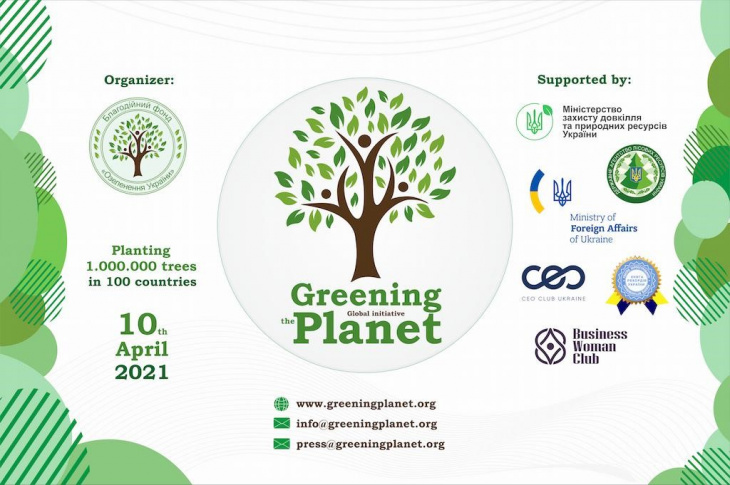 Organizer:
Благодійний фонд
«Озеленення України»
Planting
1.000.000 trees
in 100 countries
10th
April
2021
Greening
Global initiative
the Planet
www.greeningplanet.org
info@greeningplanet.org
press@greeningplanet.org
Supported by:
Міністерство
захисту довкілля
та природних ресурсів
України
Ministry of
Foreign Affairs
of Ukraine
CEO
CEO CLUB UKRAINE
Business
Woman
Club